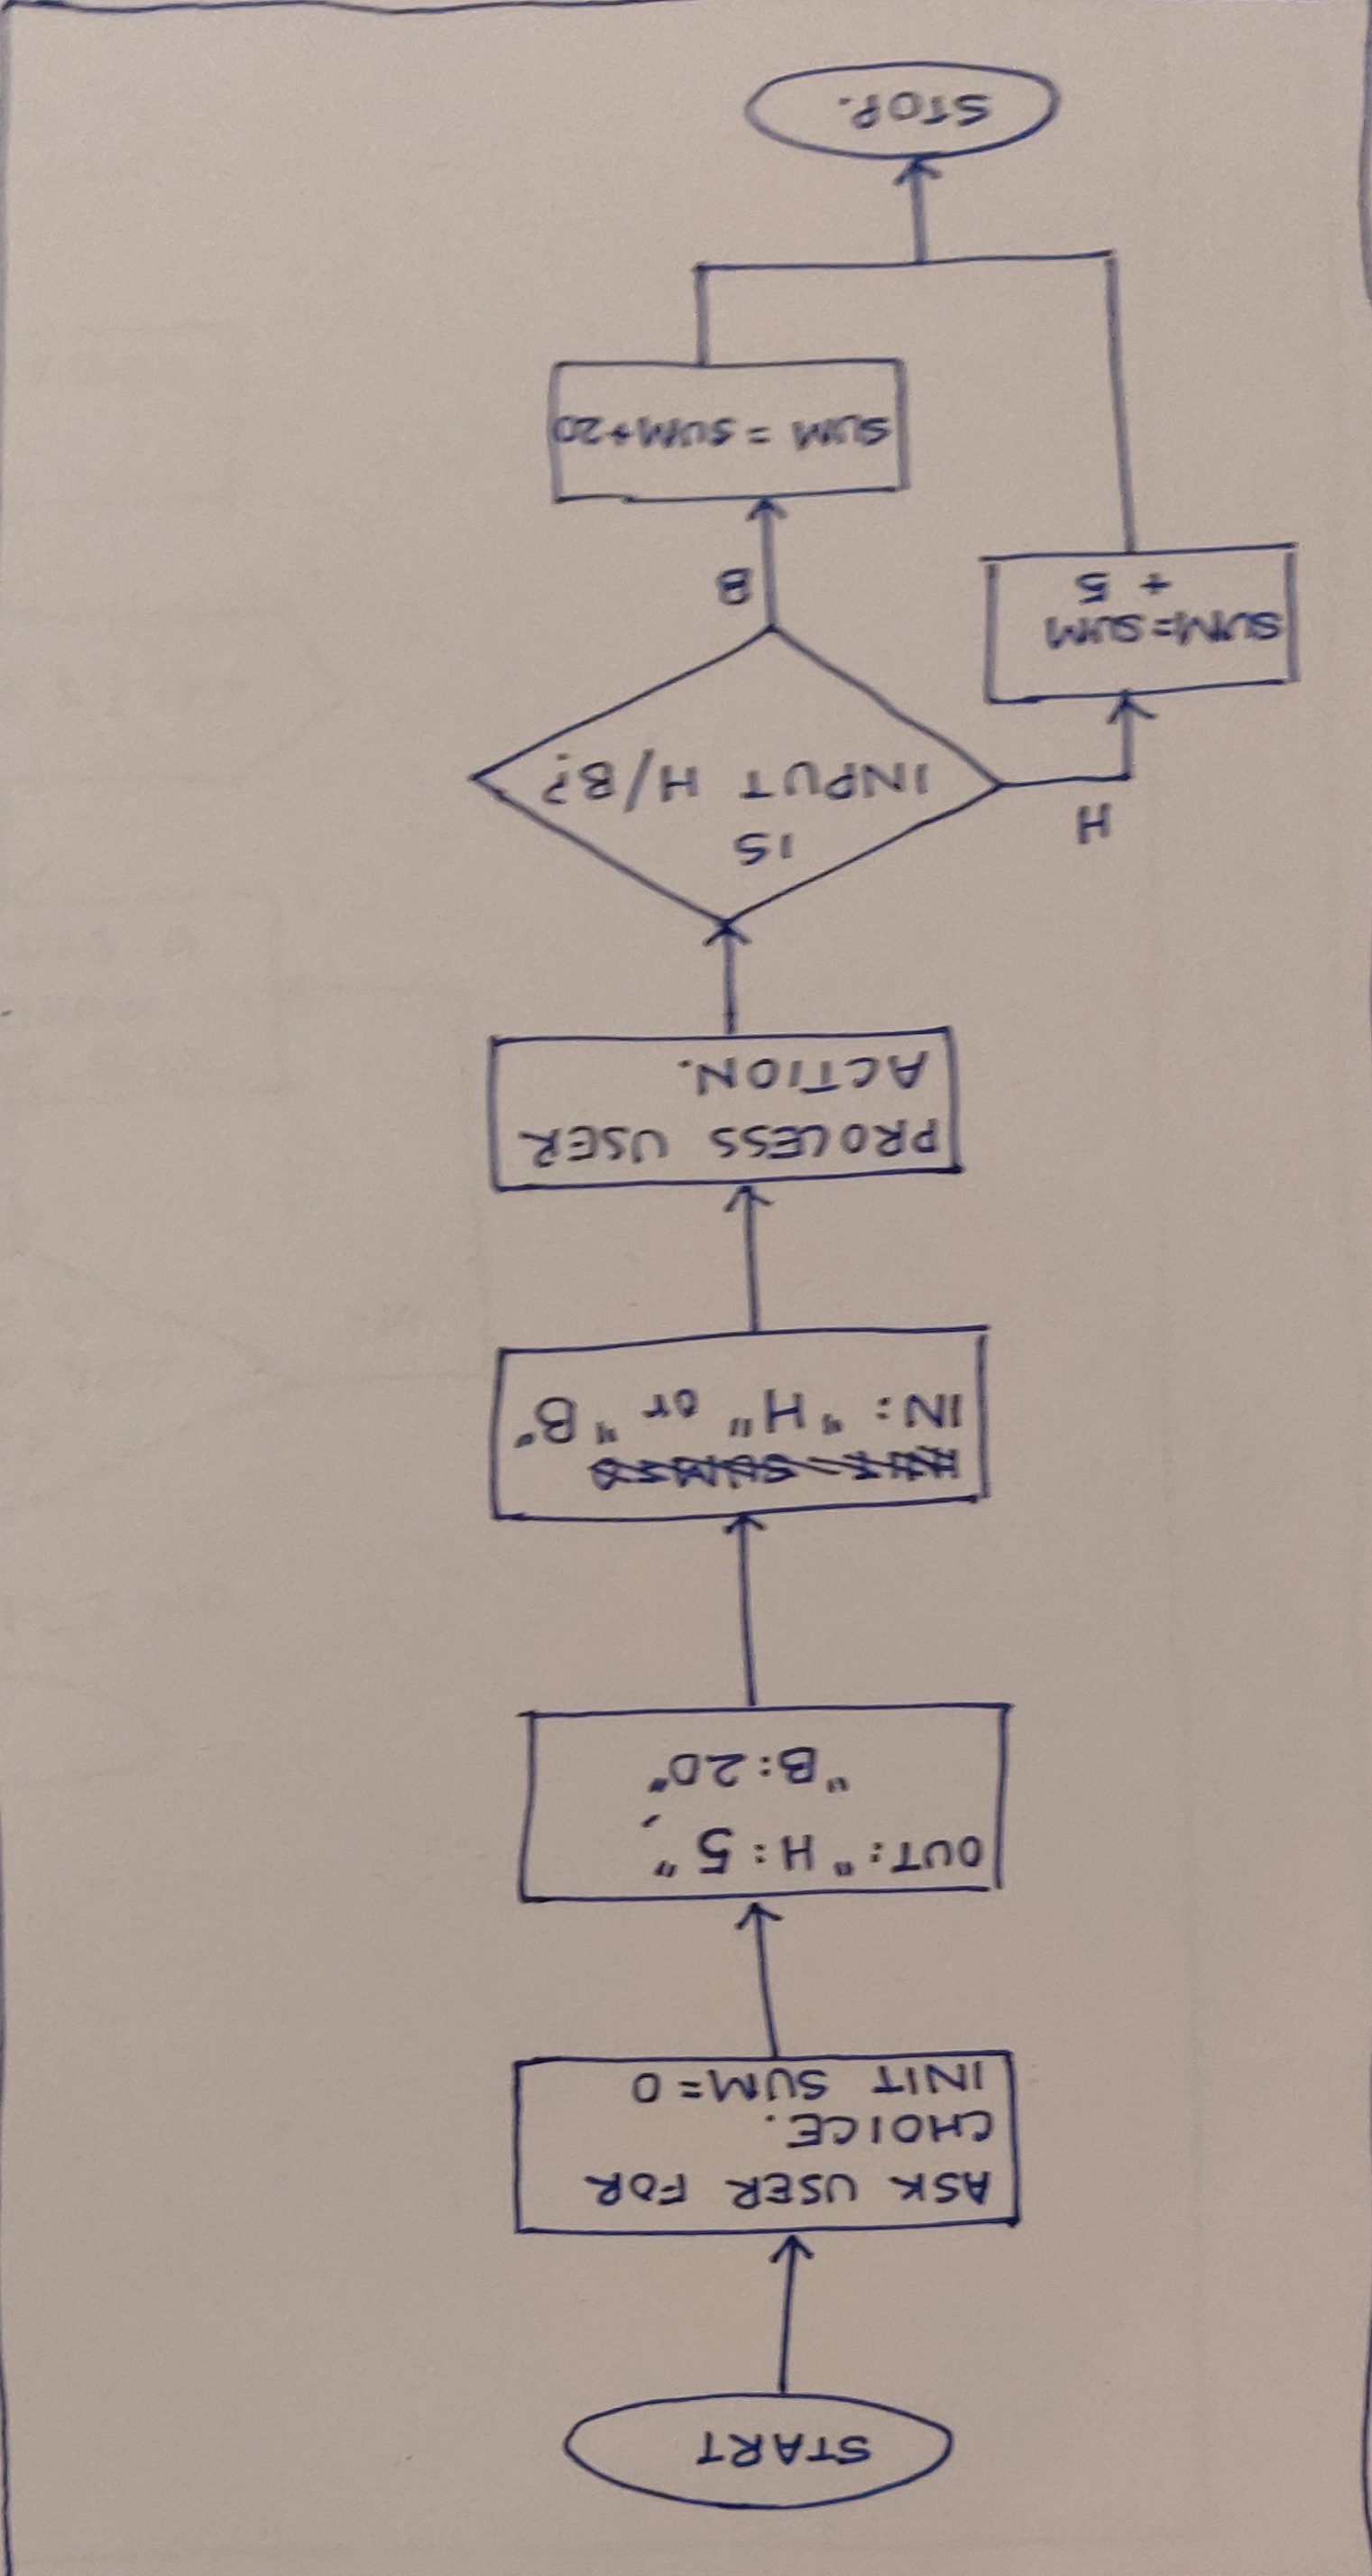 START
ASK USER FOR
CHOICE.
INIT SUM=0
OUT: "H:5",
"B:20"
IN: "H" or "B"
PROCESS USER
ACTION.
IS
INPUT H/B?
H
SUM=SUM
+ 5
B
SUM = SUM+20
STOP.